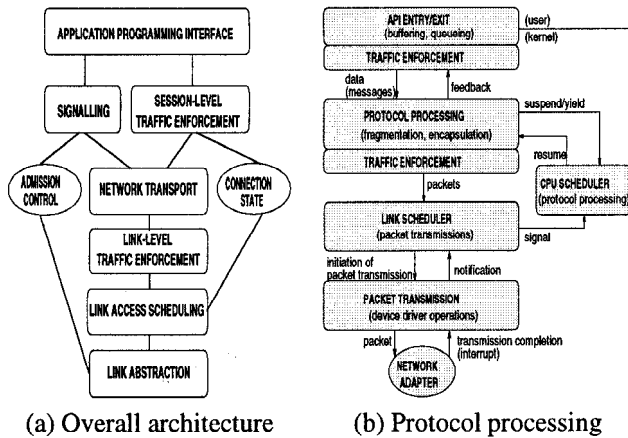 APPLICATION PROGRAMMING INTERFACE
SIGNALLING
SESSION-LEVEL
TRAFFIC ENFORCEMENT
ADMISSION
CONTROL
NETWORK TRANSPORT
CONNECTION
STATE
LINK-LEVEL
TRAFFIC ENFORCEMENT
LINK ACCESS SCHEDULING
LINK ABSTRACTION
(a) Overall architecture
API ENTRY/EXIT
(buffering, queueing)
(user)
(kernel)
TRAFFIC ENFORCEMENT
data
(messages)
feedback
PROTOCOL PROCESSING
(fragmentation, encapsulation)
suspend/yield
TRAFFIC ENFORCEMENT
resume
packets
CPU SCHEDULER
(protocol processing)
LINK SCHEDULER
(packet transmissions)
signal
initiation of
packet transmission
notification
PACKET TRANSMISSION
(device driver operations)
packet
transmission completion
(interrupt)
NETWORK
ADAPTER
(b) Protocol processing